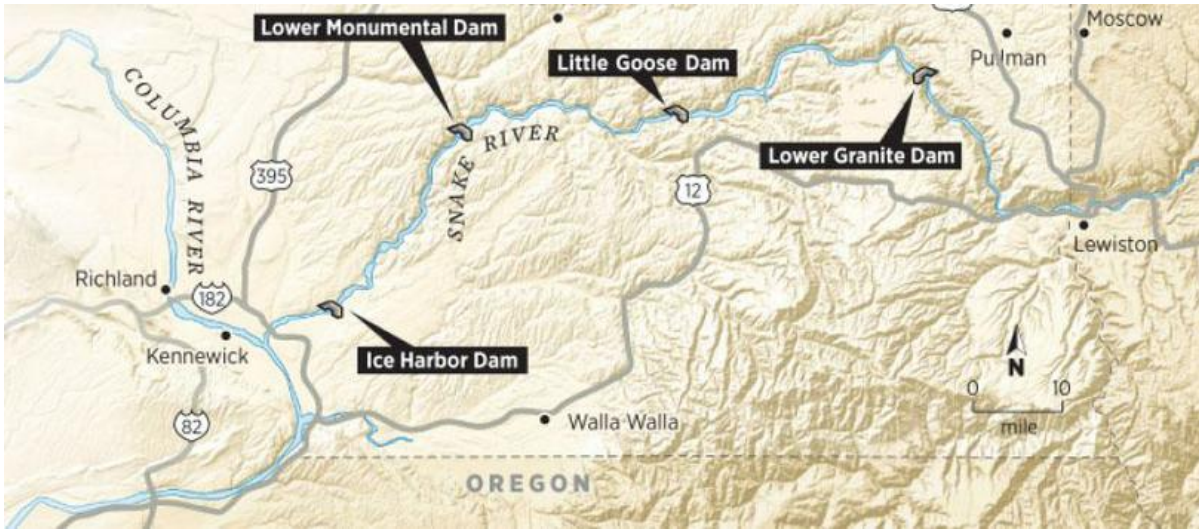 Lower Monumental Dam
Little Goose Dam
Moscow
Pullman
COLUMBIA RIVER
395
SNAKE RIVER
Lower Granite Dam
12
Lewiston
Richland
182
Kennewick
Ice Harbor Dam
N
0 10
mile
82
Walla Walla
OREGON